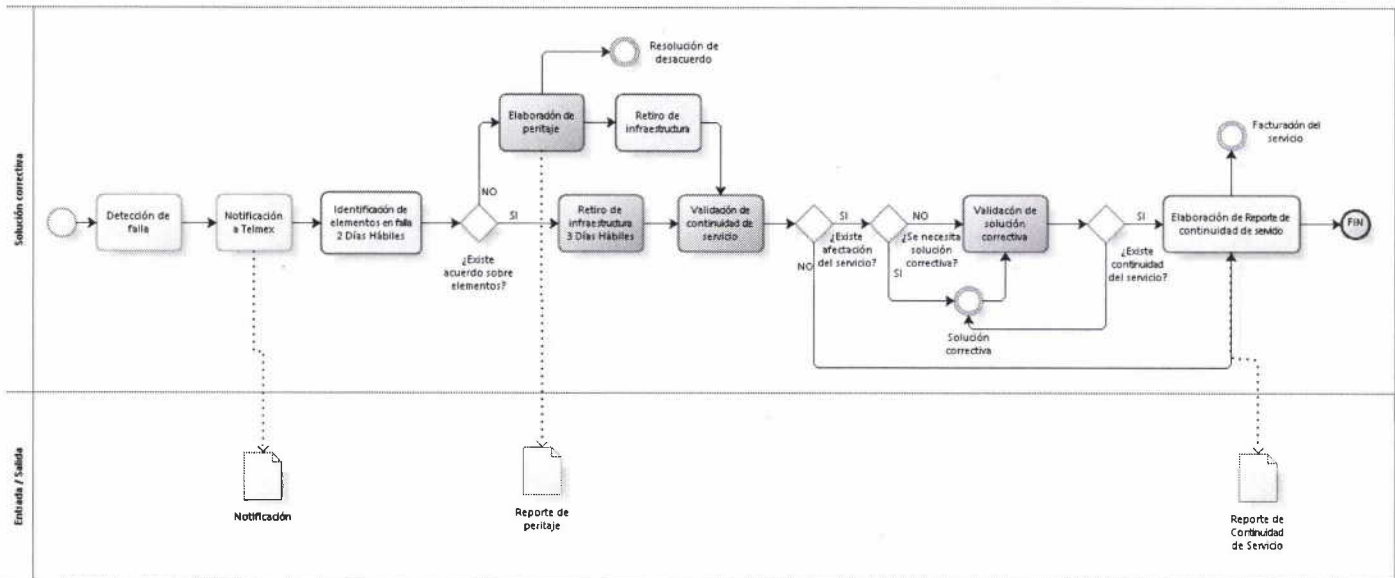 Solución correctiva
Resolución de
desacuerdo
Elaboración de
peritaje
Retiro de
infraestructura
Facturación del
servicio
NO
Detección de
falla
Notificación
a Telmex
Identificación de
elementos en falla
2 Días Hábiles
SI
¿Existe
acuerdo sobre
elementos?
Retiro de
infraestructura
3 Días Hábiles
Validación de
continuidad de
servicio
SI
¿Existe
afectación
del servicio?
NO
NO
¿Se necesita
solución
correctiva?
SI
Validación de
solución
correctiva
SI
¿Existe
continuidad
del servicio?
Solución
correctiva
Elaboración de Reporte de
continuidad de servicio
FIN
Entrada / Salida
Notificación
Reporte de
peritaje
Reporte de
Continuidad
de Servicio